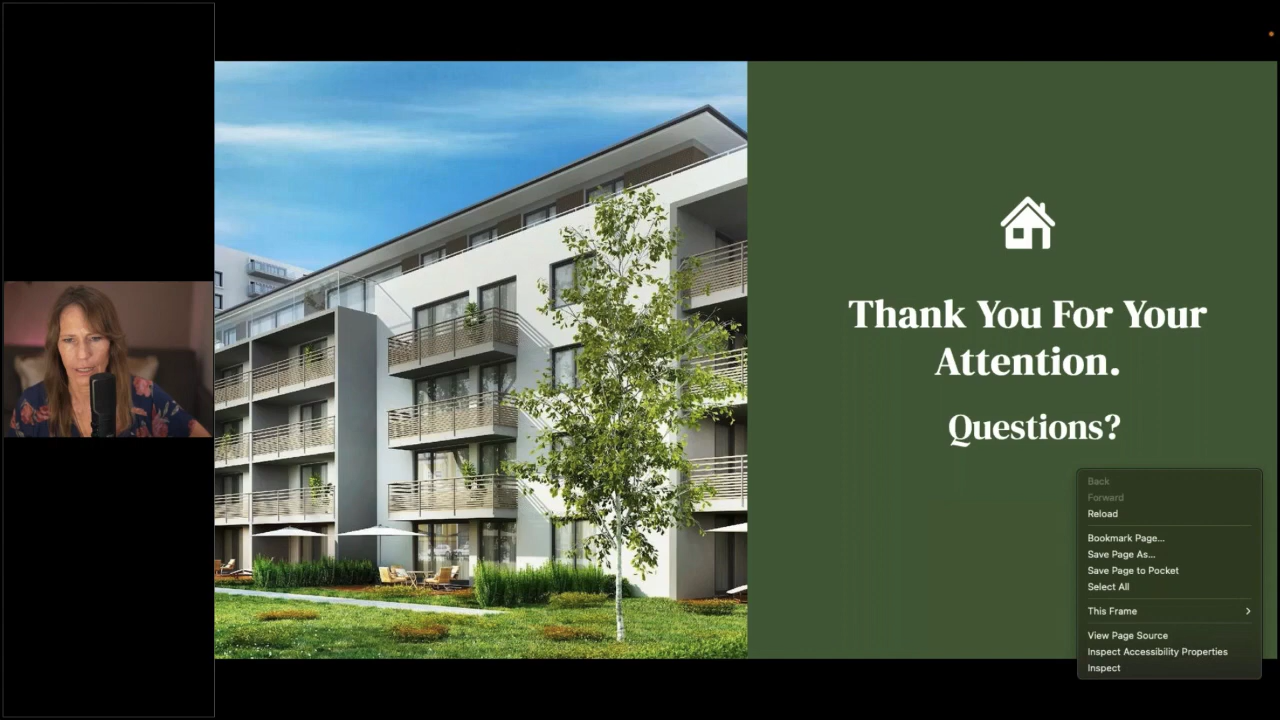 Thank You For Your
Attention.
Questions?
Back
Forward
Reload
Bookmark Page...
Save Page As...
Save Page to Pocket
Select All
This Frame
View Page Source
Inspect Accessibility Properties
Inspect